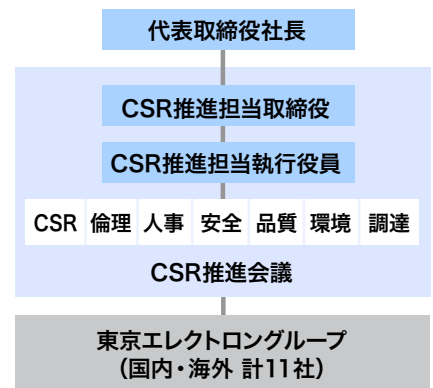 代表取締役社長
CSR推進担当取締役
CSR推進担当執行役員
CSR 倫理 人事 安全 品質 環境 調達
CSR推進会議
東京エレクトロングループ
（国内・海外 計11社）